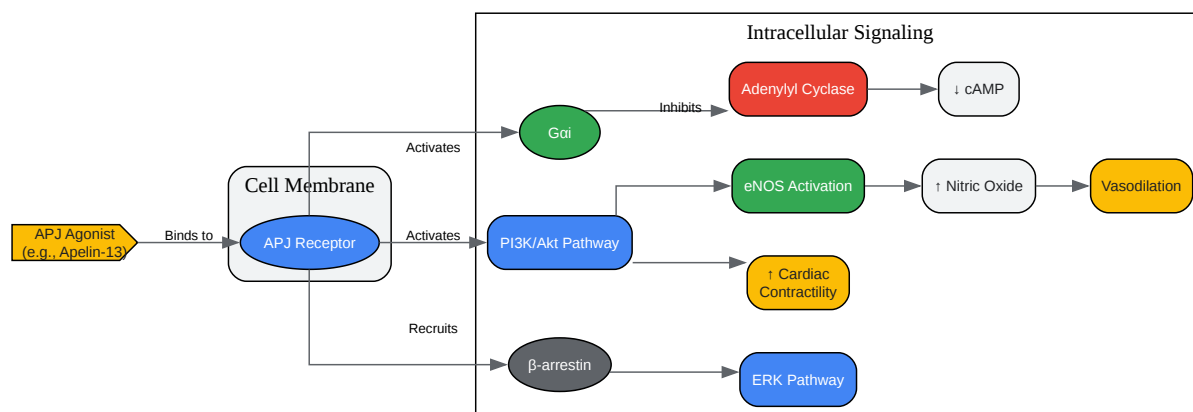 Intracellular Signaling
Adenylyl Cyclase
↓ cAMP
Inhibits
Gαi
Activates
Cell Membrane
eNOS Activation
↑ Nitric Oxide
Vasodilation
APJ Agonist
(e.g., Apelin-13)
Binds to
APJ Receptor
Activates
PI3K/Akt Pathway
↑ Cardiac
Contractility
Recruits
β-arrestin
ERK Pathway